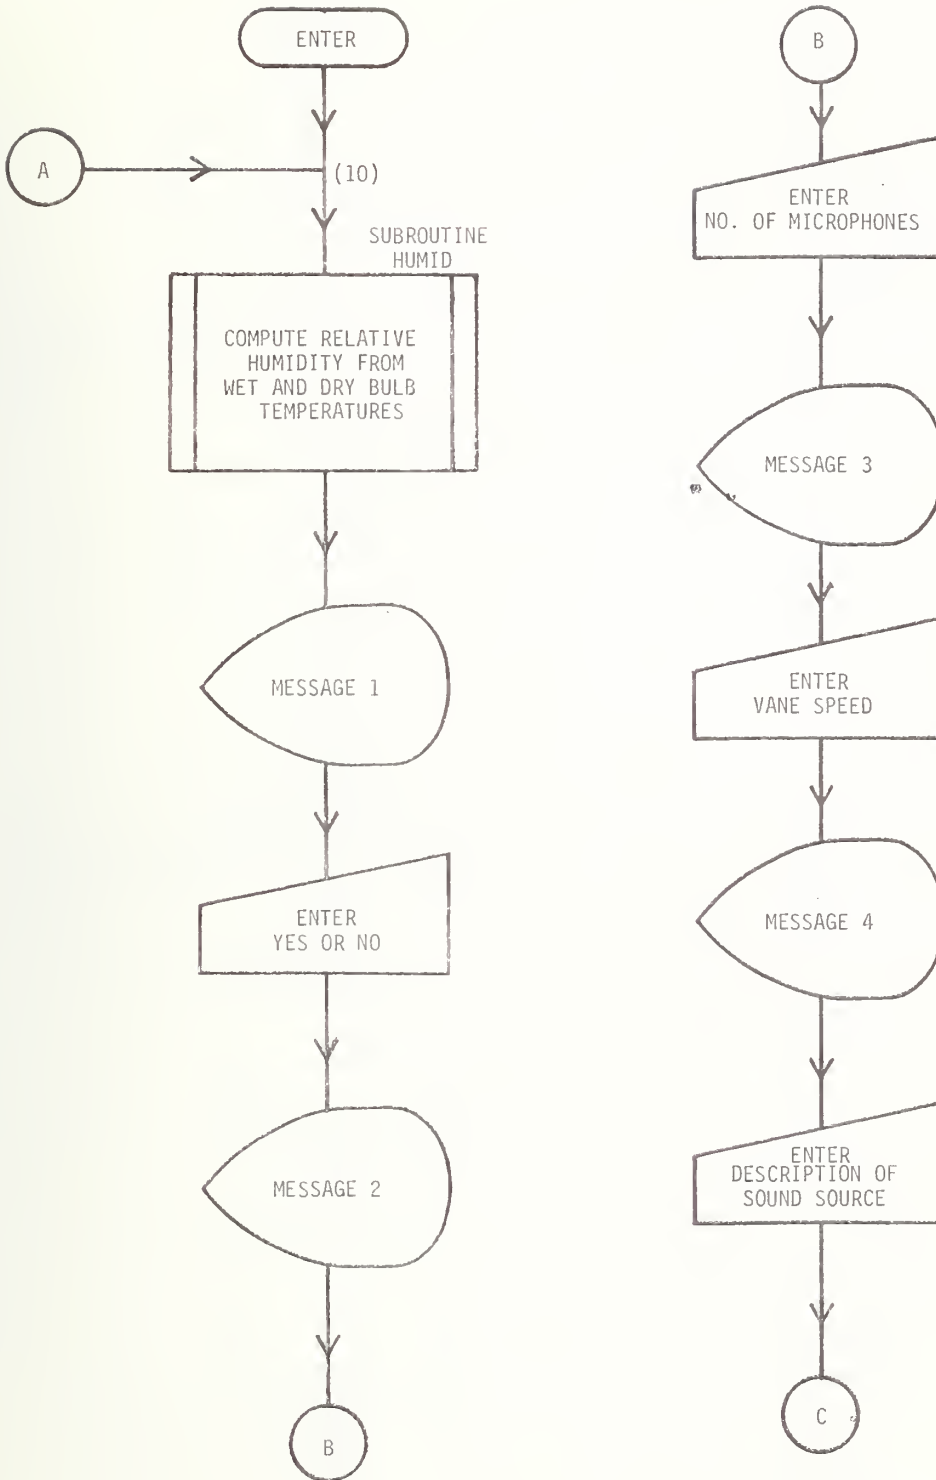 ENTER
A
(10)
SUBROUTINE
HUMID
COMPUTE RELATIVE
HUMIDITY FROM
WET AND DRY BULB
TEMPERATURES
MESSAGE 1
ENTER
YES OR NO
MESSAGE 2
B
B
ENTER
NO. OF MICROPHONES
MESSAGE 3
ENTER
VANE SPEED
MESSAGE 4
ENTER
DESCRIPTION OF
SOUND SOURCE
C